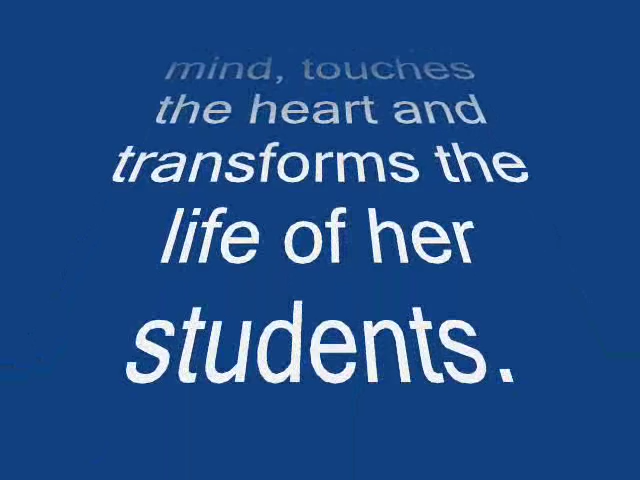 mind, touches
the heart and
transforms the
life of her
students.